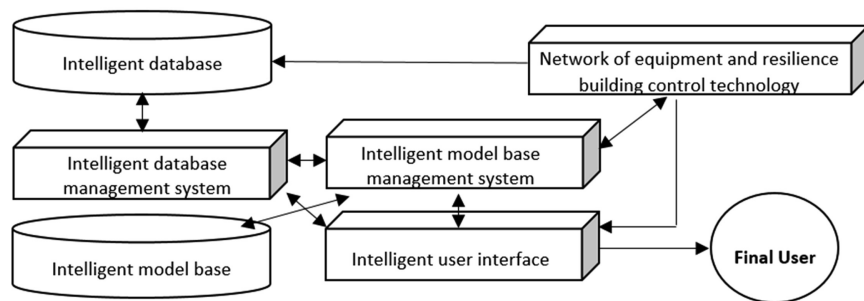 Intelligent database
Network of equipment and resilience
building control technology
Intelligent database
management system
Intelligent model base
management system
Intelligent model base
Intelligent user interface
Final User